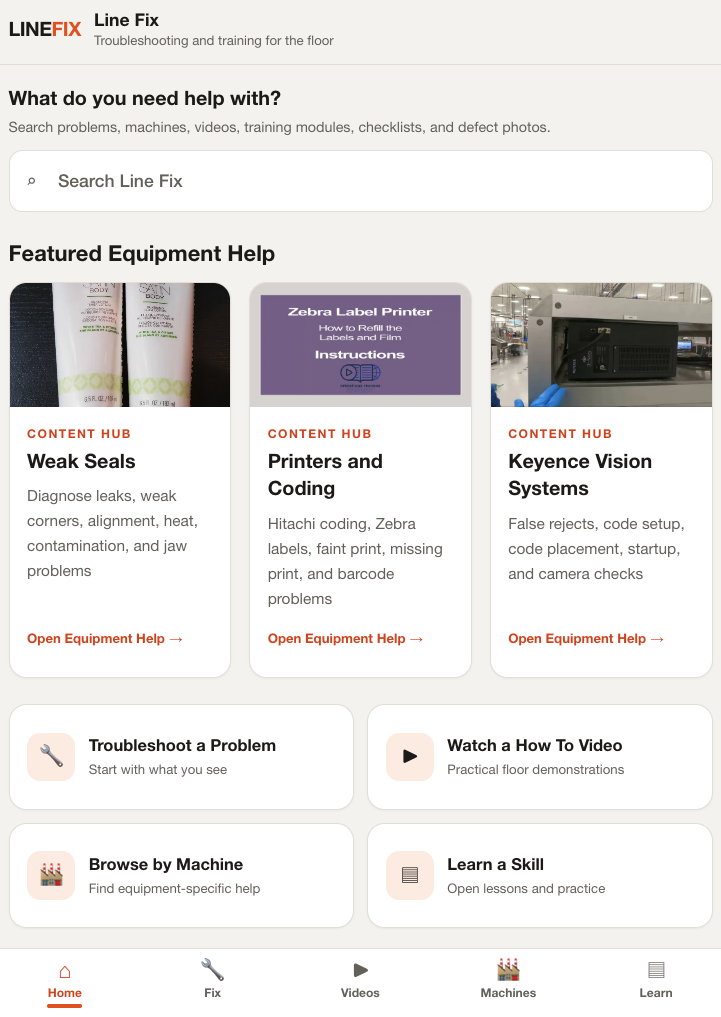 LINEFIX
Line Fix
Troubleshooting and training for the floor
What do you need help with?
Search problems, machines, videos, training modules, checklists, and defect photos.
Search Line Fix
Featured Equipment Help
BODY
BODY
Zebra Label Printer
How to Refill the
Labels and Film
Instructions
CONTENT HUB
Weak Seals
Diagnose leaks, weak
corners, alignment, heat,
contamination, and jaw
problems
Open Equipment Help →
CONTENT HUB
Printers and
Coding
Hitachi coding, Zebra
labels, faint print, missing
print, and barcode
problems
Open Equipment Help →
CONTENT HUB
Keyence Vision
Systems
False rejects, code setup,
code placement, startup,
and camera checks
Open Equipment Help →
Troubleshoot a Problem
Start with what you see
Watch a How To Video
Practical floor demonstrations
Browse by Machine
Find equipment-specific help
Learn a Skill
Open lessons and practice
Home
Fix
Videos
Machines
Learn